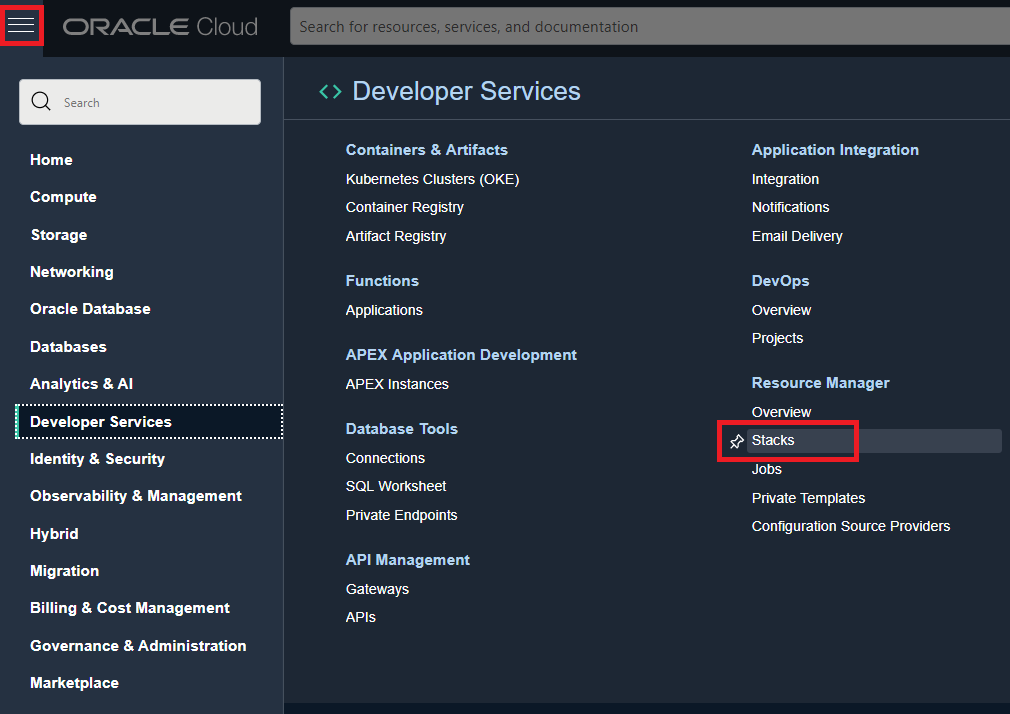 ORACLE Cloud
Search for resources, services, and documentation
Search
Home
Compute
Storage
Networking
Oracle Database
Databases
Analytics & AI
Developer Services
Identity & Security
Observability & Management
Hybrid
Migration
Billing & Cost Management
Governance & Administration
Marketplace
Developer Services
Containers & Artifacts
Kubernetes Clusters (OKE)
Container Registry
Artifact Registry
Functions
Applications
APEX Application Development
APEX Instances
Database Tools
Connections
SQL Worksheet
Private Endpoints
API Management
Gateways
APIs
Application Integration
Integration
Notifications
Email Delivery
DevOps
Overview
Projects
Resource Manager
Overview
Stacks
Jobs
Private Templates
Configuration Source Providers